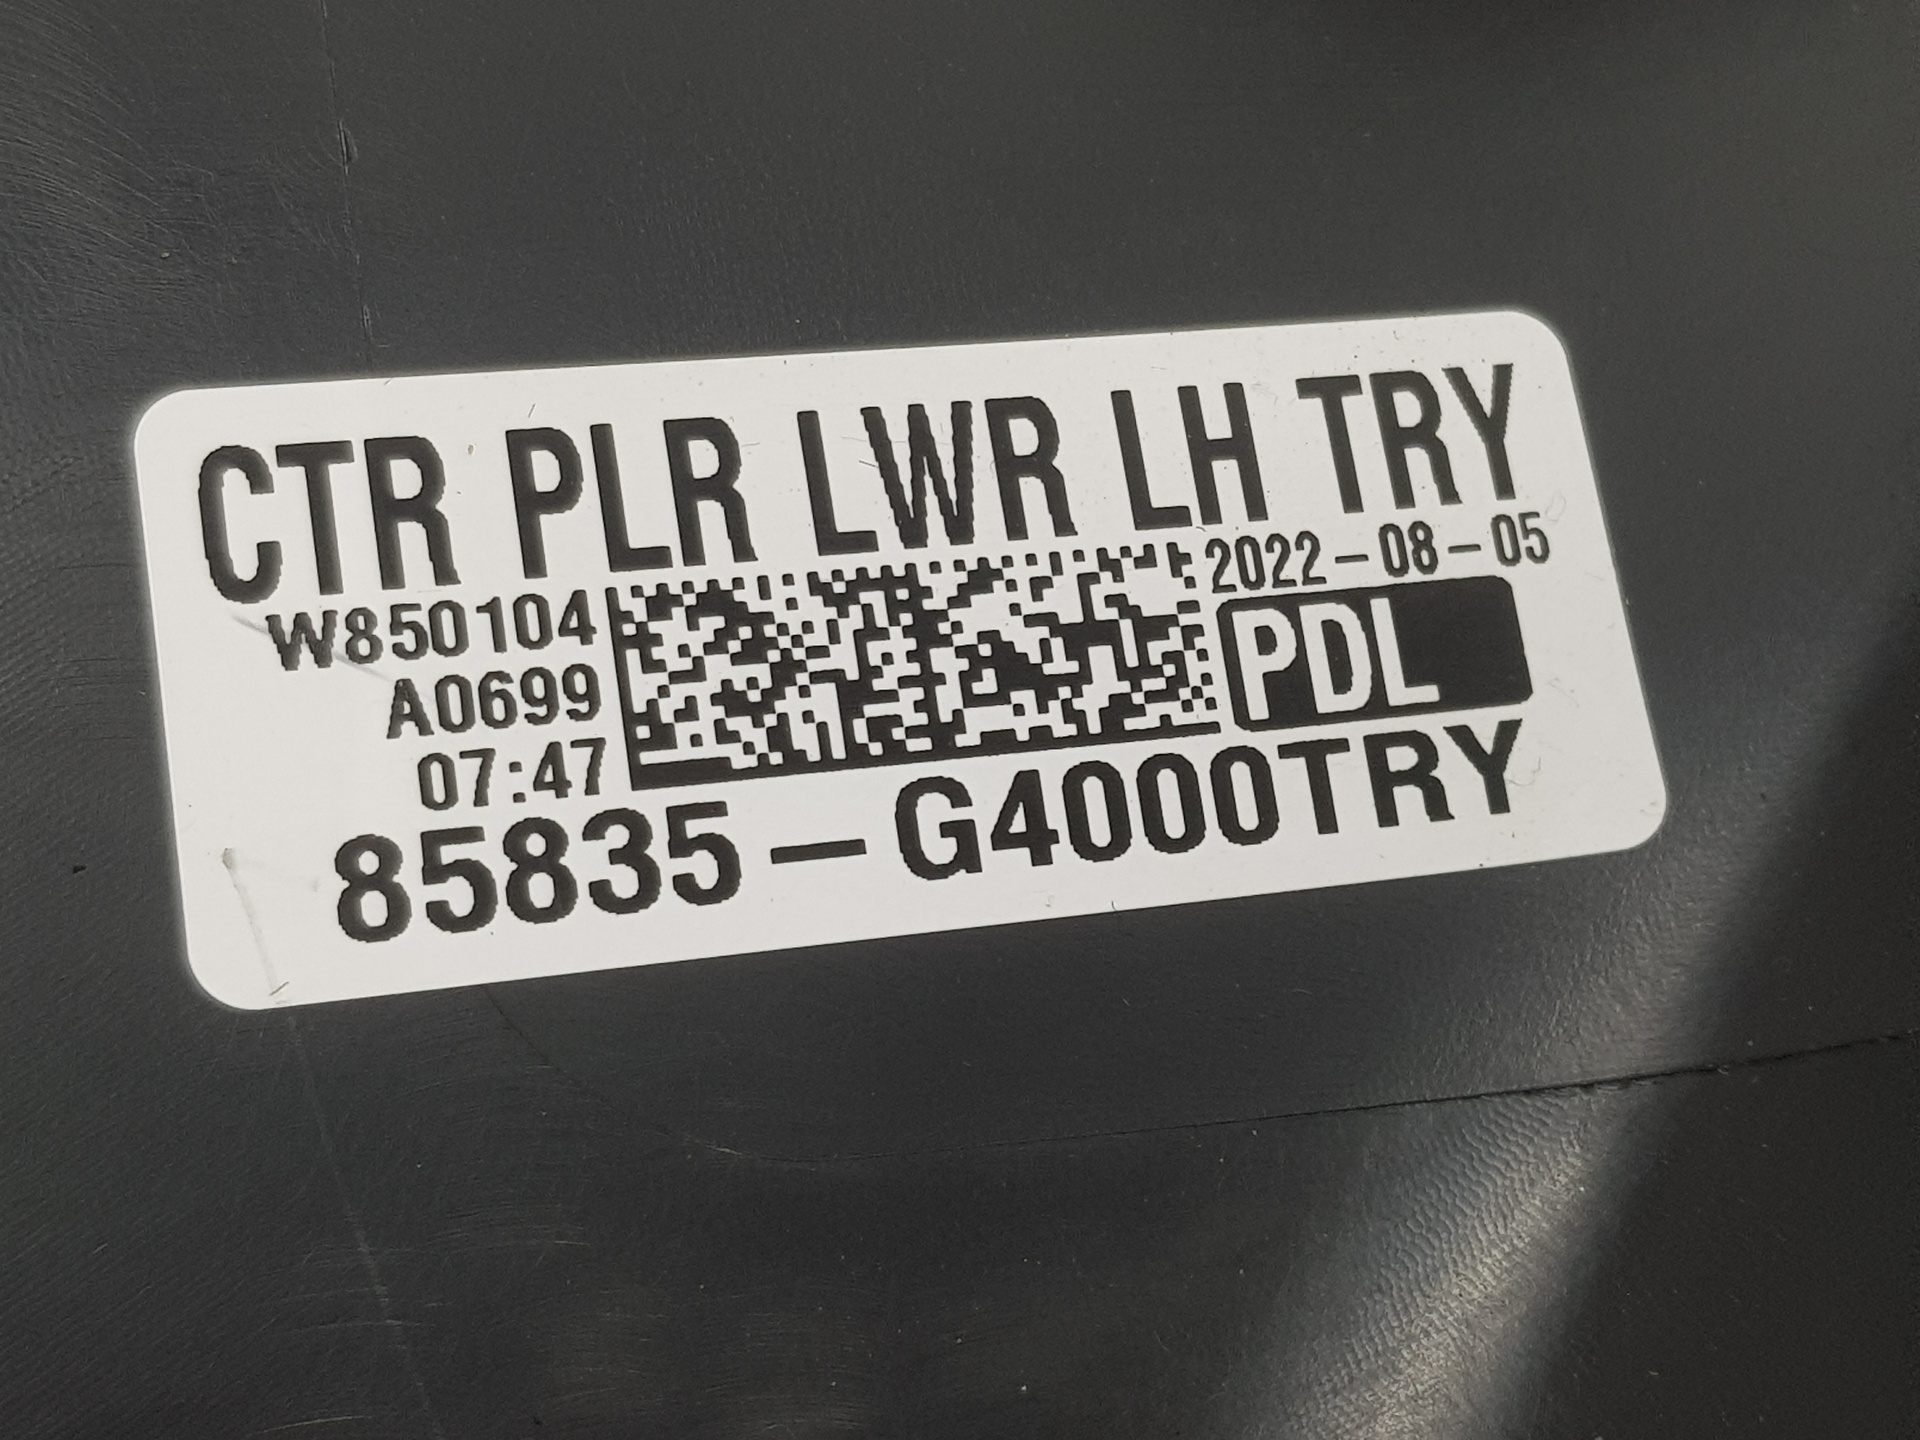 CTR PLR LWR LH TRY
W850104 2022-08-05
A0699 PDL
07:47
85835-G4000TRY